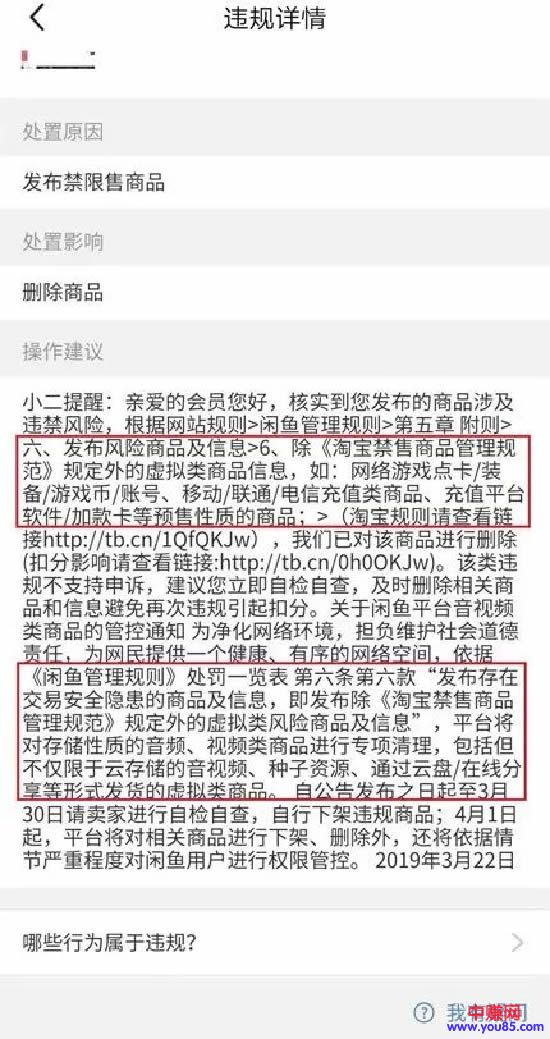 违规详情
处置原因
发布禁限售商品
处置影响
删除商品
操作建议
小二提醒：亲爱的会员您好，核实到您发布的商品涉及
违禁风险，根据网站规则>闲鱼管理规则>第五章 附则>
六、发布风险商品及信息>6、除《淘宝禁售商品管理规
范》规定外的虚拟类商品信息，如：网络游戏点卡/装
备/游戏币/账号、移动/联通/电信充值类商品、充值平台
软件/加款卡等预售性质的商品；>（淘宝规则请查看链
接http://tb.cn/1QfQKJw），我们已对该商品进行删除
(扣分影响请查看链接:http://tb.cn/0h0OKJw)。该类违
规不支持申诉，建议您立即自检自查，及时删除相关商
品和信息避免再次违规引起扣分。关于闲鱼平台音视频
类商品的管控通知 为净化网络环境，担负维护社会道德
责任，为网民提供一个健康、有序的网络空间，依据
《闲鱼管理规则》处罚一览表 第六条第六款“发布存在
交易安全隐患的商品及信息，即发布除《淘宝禁售商品
管理规范》规定外的虚拟类风险商品及信息”，平台将
对存储性质的音频、视频类商品进行专项清理，包括但
不仅限于云存储的音视频、种子资源、通过云盘/在线分
享等形式发货的虚拟类商品。 自公告发布之日起至3月
30日请卖家进行自检自查，自行下架违规商品；4月1日
起，平台将对相关商品进行下架、删除外，还将依据情
节严重程度对闲鱼用户进行权限管控。 2019年3月22日
哪些行为属于违规？
我有
中赚网
www.you85.com